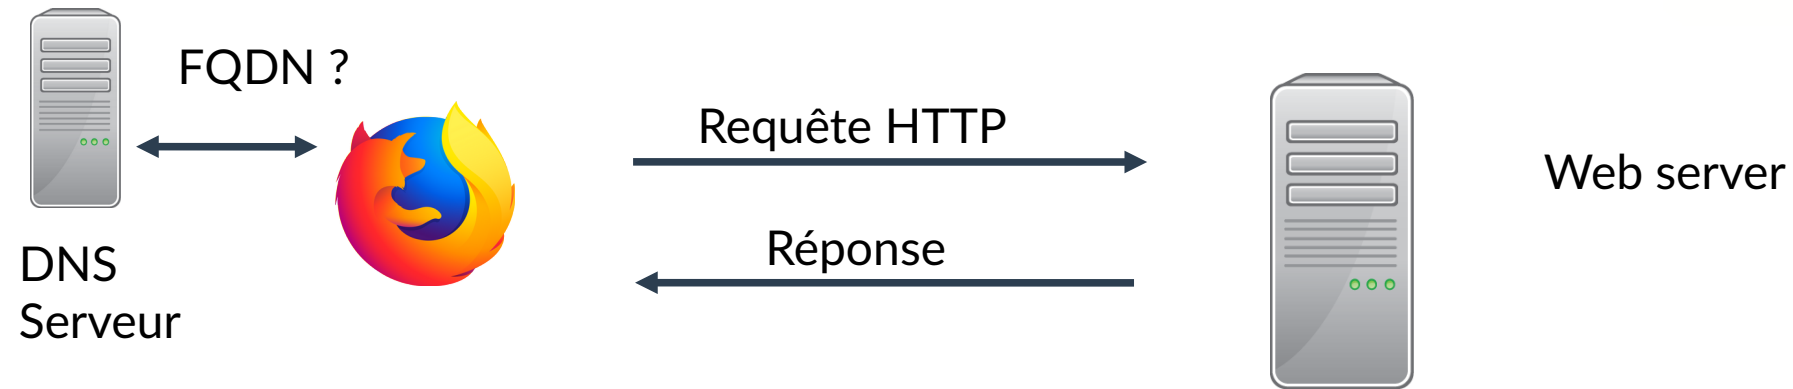 FQDN ?
DNS
Serveur
Requête HTTP
Réponse
Web server